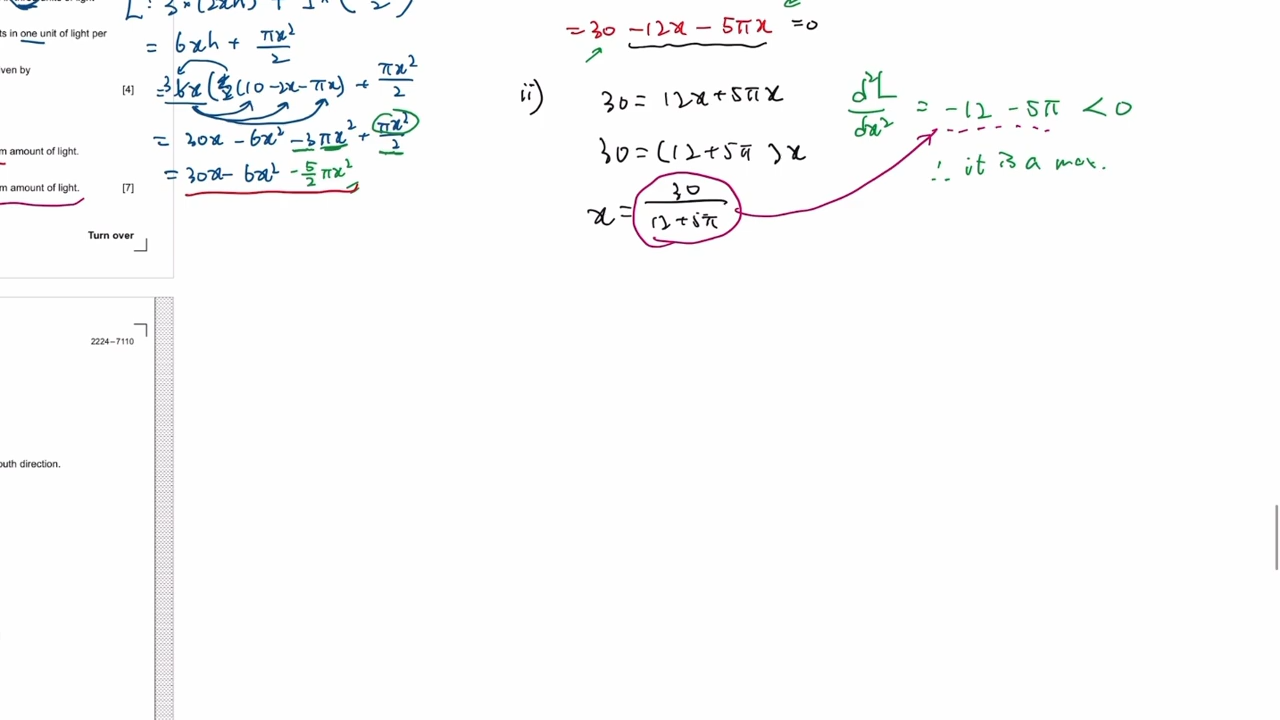 ts in one unit of light per
ven by
[4]
m amount of light.
m amount of light. [7]
Turn over
2224–7110
outh direction.
= 6xh + πx²/2
(10 - 2x - πx) + πx²/2
= 30x - 6x² - 3πx² + πx²/2
= 30x - 6x² - 5/2 πx²
= 30 - 12x - 5πx = 0
ii) 30 = 12x + 5πx
30 = (12 + 5π) x
x = 30/(12 + 5π)
d²L/dx² = -12 - 5π < 0
∴ it is a max.